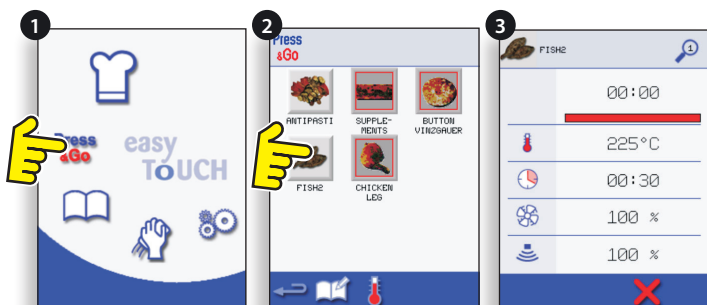 1
Press
&Go
easy
TOUCH
2
Press
&Go
ANTIPASTI
SUPPLE-
MENTS
BUTTON
VINZGAUER
FISH2
CHICKEN
LEG
3
FISH2
1
00:00
225°C
00:30
100 %
100 %